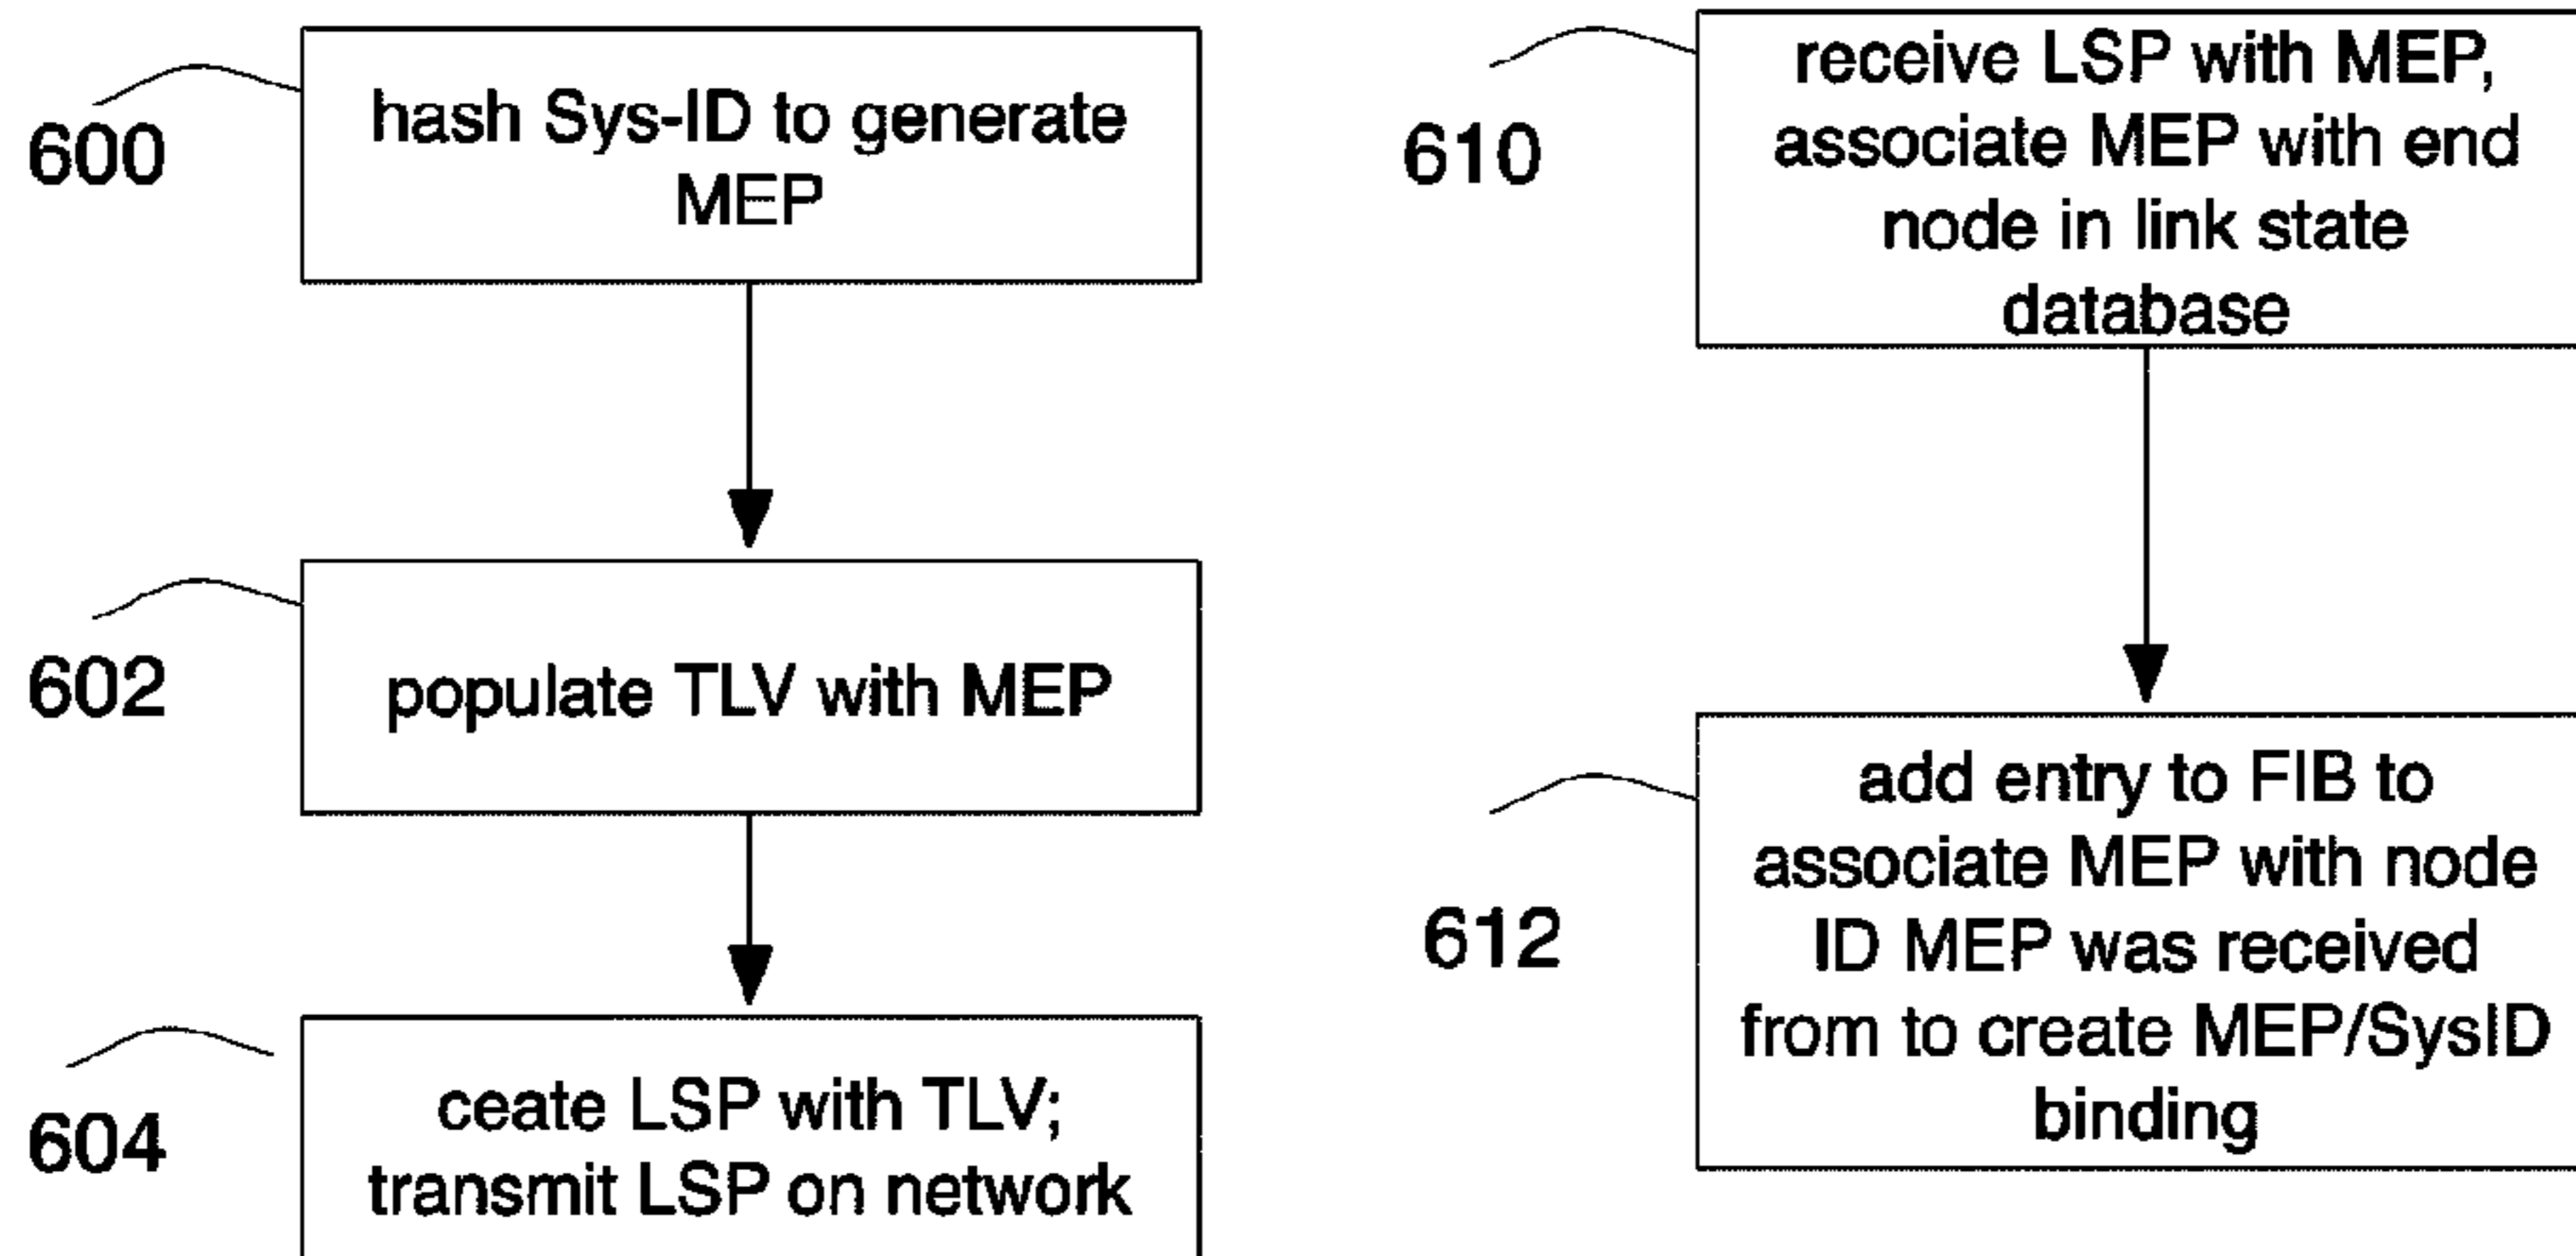 600
hash Sys-ID to generate
MEP
602
populate TLV with MEP
604
ceate LSP with TLV;
transmit LSP on network
610
receive LSP with MEP,
associate MEP with end
node in link state
database
612
add entry to FIB to
associate MEP with node
ID MEP was received
from to create MEP/SysID
binding